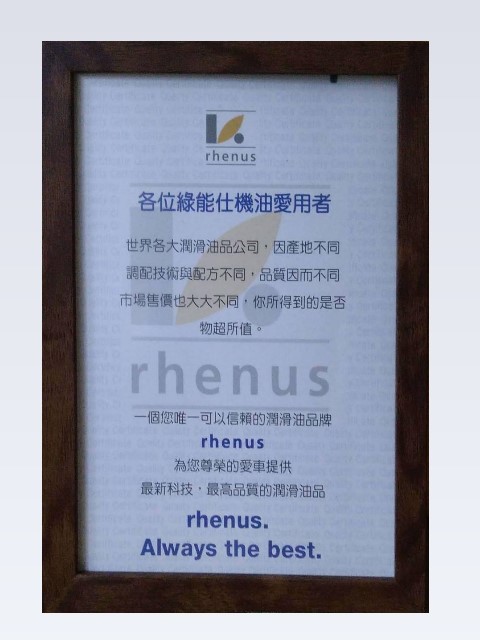 rhenus
各位綠能仕機油愛用者
世界各大潤滑油品公司，因產地不同
調配技術與配方不同，品質因而不同
市場售價也大大不同，你所得到的是否
物超所值。
rhenus
一個您唯一可以信賴的潤滑油品牌
rhenus
為您尊榮的愛車提供
最新科技，最高品質的潤滑油品
rhenus.
Always the best.